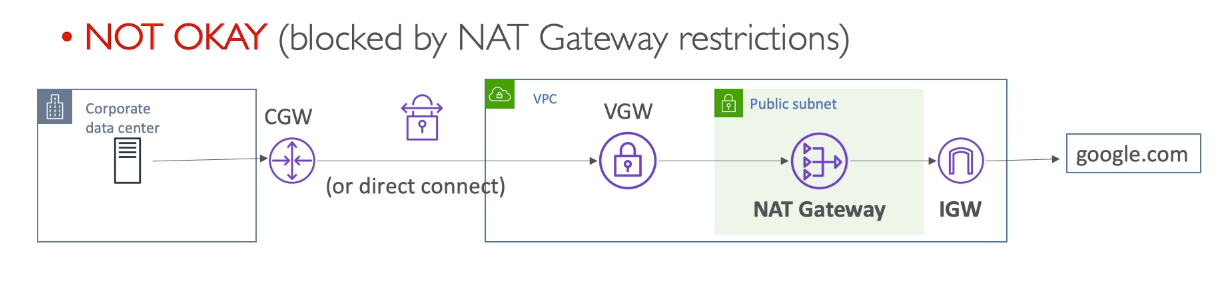 • NOT OKAY (blocked by NAT Gateway restrictions)
Corporate
data center
CGW
(or direct connect)
VPC
VGW
Public subnet
NAT Gateway
IGW
google.com